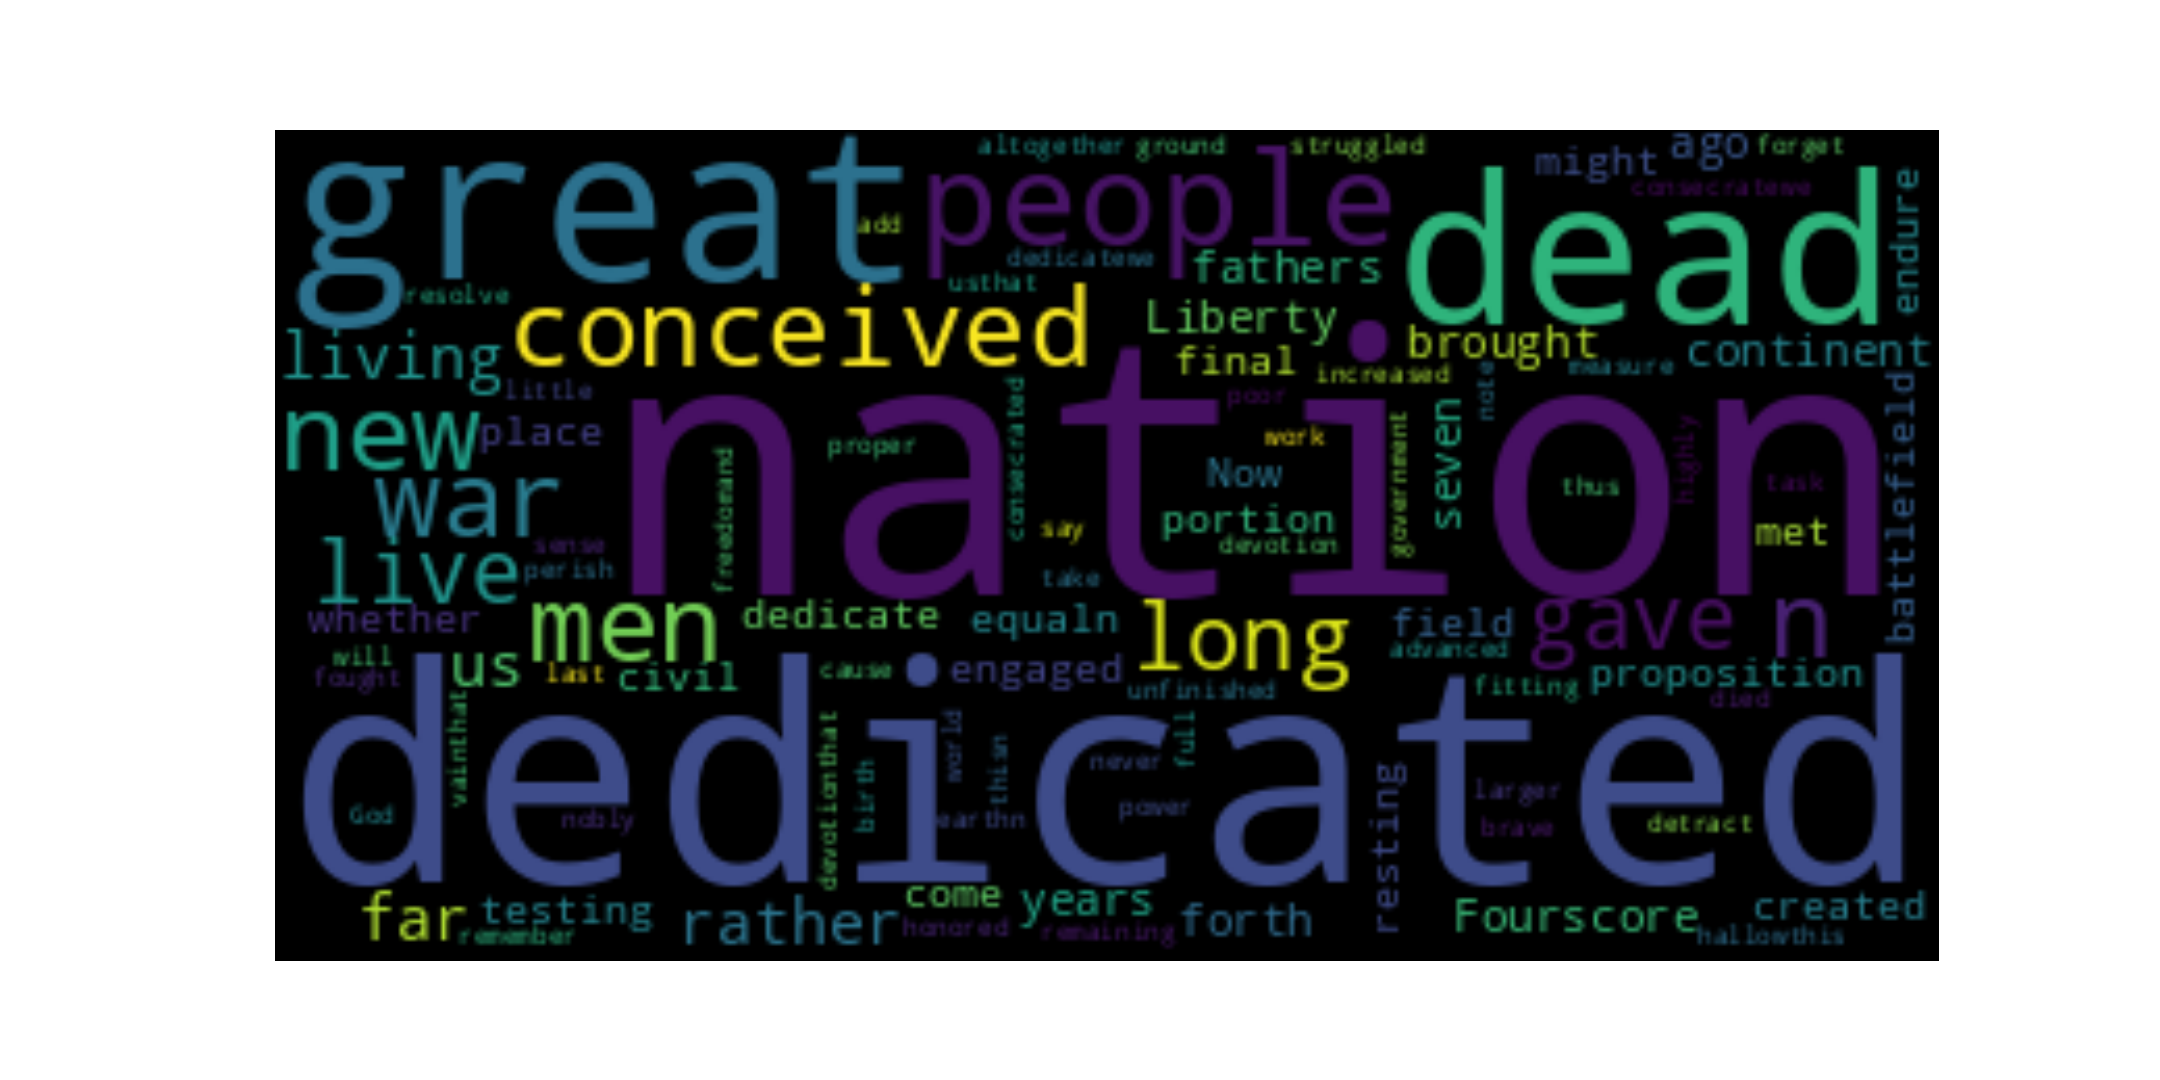 altogether ground struggled
ago forget
might
great people dead
consecratewe
endure
add
dedicatewe
fathers
usthat
resolve
conceived
Liberty
brought
living
final
continent
increased
measure
little
note
poor
nation
new
place
consecrated
proper
work
government
seven
highly
battlefield
war
freedomand
Now
thus
task
say
portion
met
sense
devotion
live
perish
take
men
dedicate
equaln
long
field
gave
n
whether
advanced
will
us
last
civil
cause
engaged
fought
unfinished
fitting
proposition
died
dedicated
vainthat
devotionthat
birth
world
thisn
never
full
power
resting
larger
God
nobly
earthn
brave
detract
far
testing
remember
rather
come
honored
years
remaining
forth
Fourscore
created
hallowthis